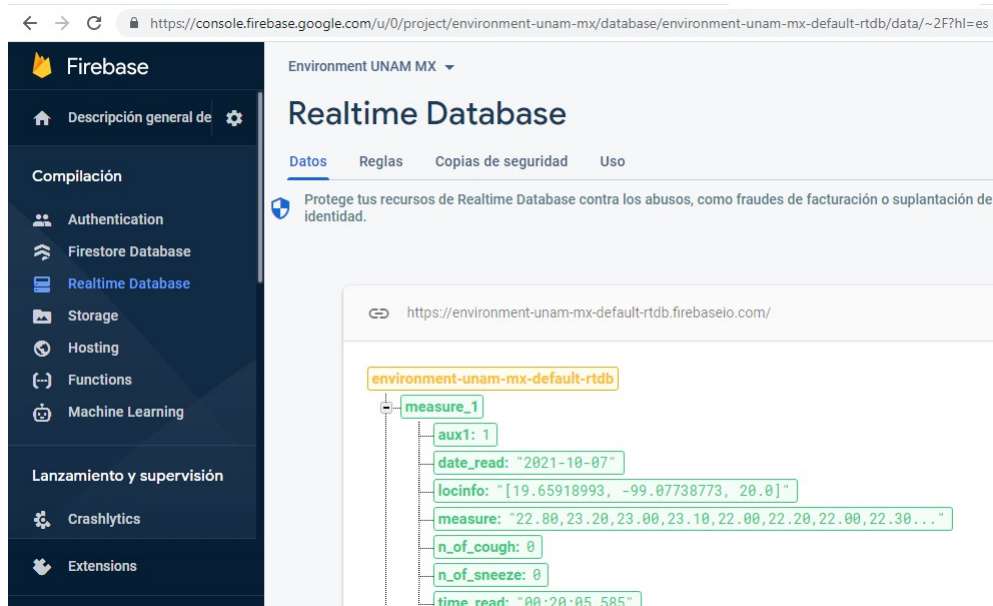 https://console.firebase.google.com/u/0/project/environment-unam-mx/database/environment-unam-mx-default-rtdb/data/~2F?hl=es
Firebase
Descripción general de
Compilación
Authentication
Firestore Database
Realtime Database
Storage
Hosting
Functions
Machine Learning
Lanzamiento y supervisión
Crashlytics
Extensions
Environment UNAM MX
Realtime Database
Datos Reglas Copias de seguridad Uso
Protege tus recursos de Realtime Database contra los abusos, como fraudes de facturación o suplantación de
identidad.
https://environment-unam-mx-default-rtdb.firebaseio.com/
environment-unam-mx-default-rtdb
measure_1
aux1: 1
date_read: "2021-10-07"
locinfo: "[19.65918993, -99.07738773, 20.0]"
measure: "22.80,23.20,23.00,23.10,22.00,22.20,22.00,22.30..."
n_of_cough: 0
n_of_sneeze: 0
time_read: "00:20:05.585"